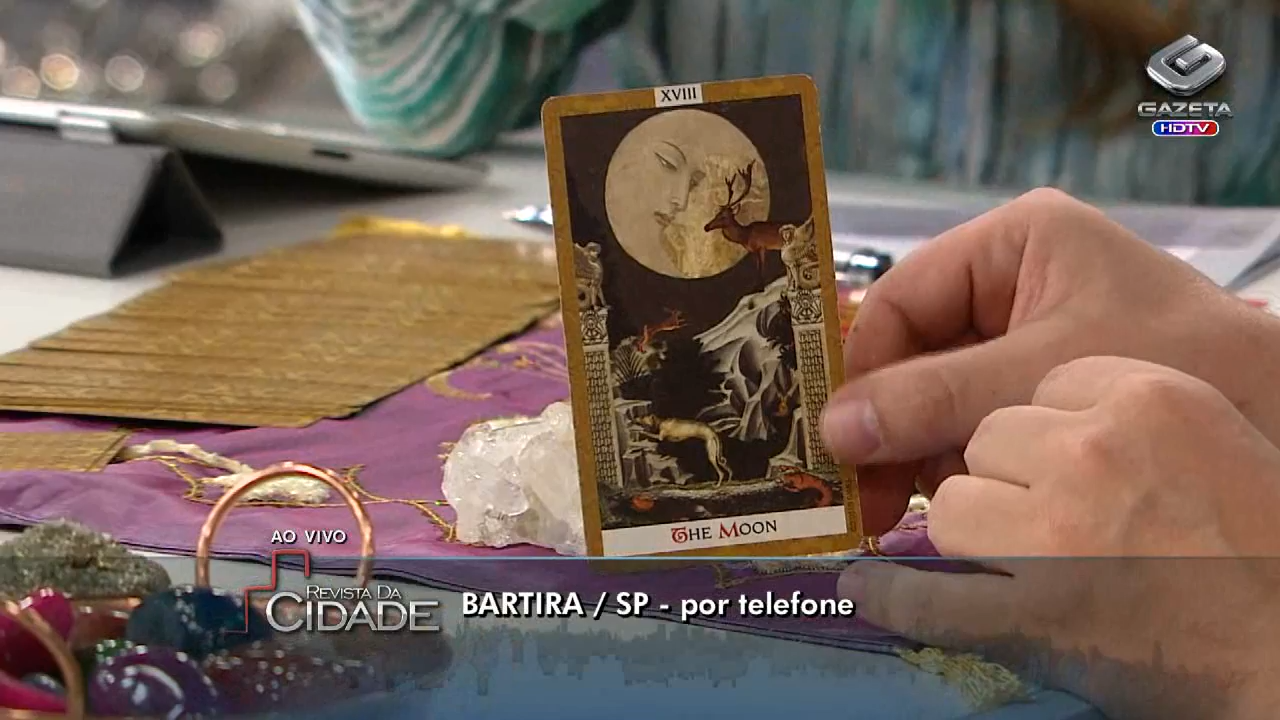 XVIII
GAZETA
HDTV
THE MOON
AO VIVO
REVISTA DA
CIDADE
BARTIRA / SP - por telefone